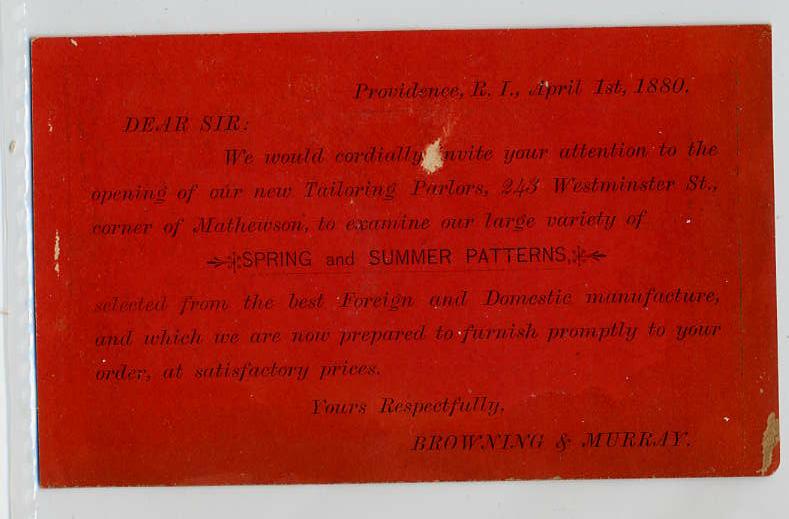 Providence, R. I., April 1st, 1880.
DEAR SIR:
We would cordially invite your attention to the
opening of our new Tailoring Parlors, 243 Westminster St.,
corner of Mathewson, to examine our large variety of
SPRING and SUMMER PATTERNS,
selected from the best Foreign and Domestic manufacture,
and which we are now prepared to furnish promptly to your
order, at satisfactory prices.
Yours Respectfully,
BROWNING & MURRAY.